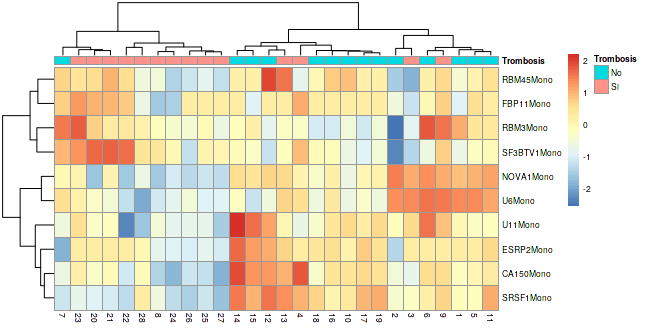 Trombosis
RBM45Mono
FBP11Mono
RBM3Mono
SF3BTV1Mono
NOVA1Mono
U6Mono
U11Mono
ESRP2Mono
CA150Mono
SRSF1Mono
7 23 20 21 22 28 8 24 26 25 27 14 15 12 13 4 18 16 10 17 19 2 3 6 9 1 5 11
2
1
0
-1
-2
Trombosis
No
SI